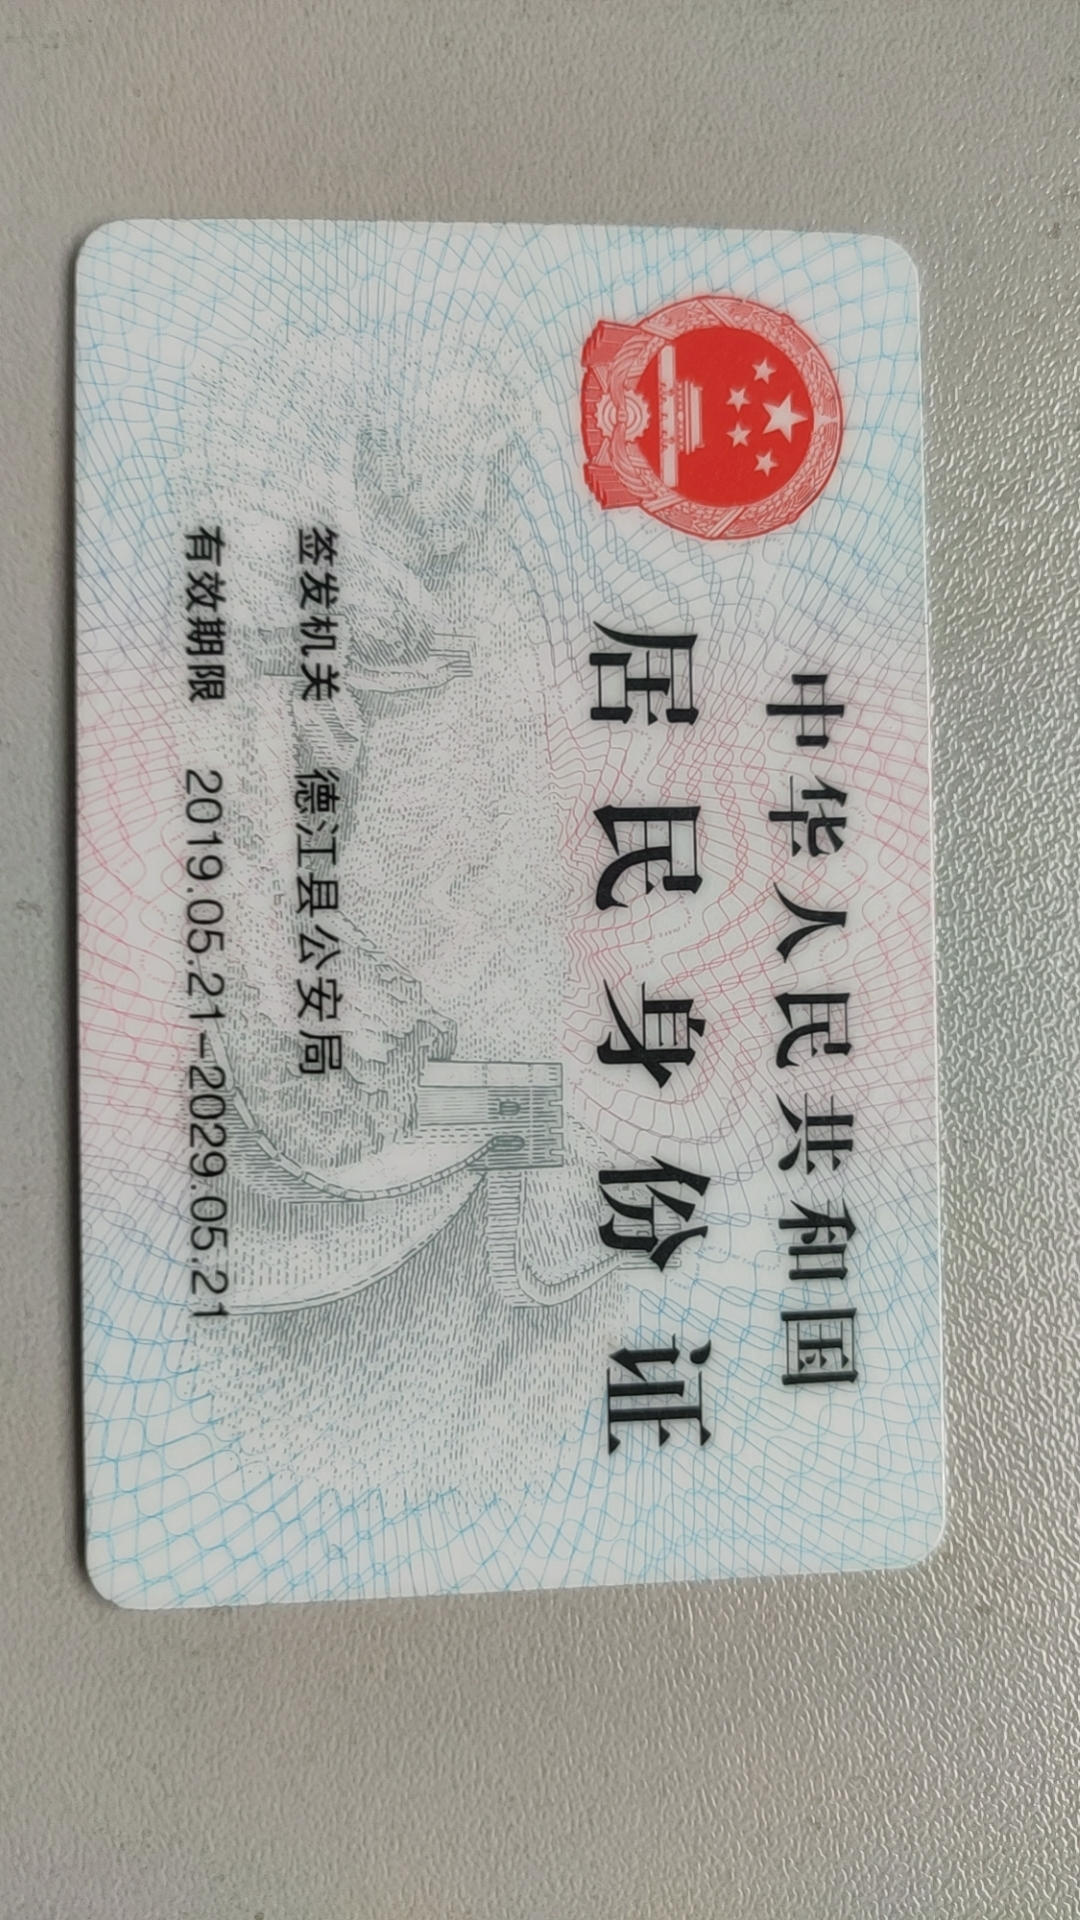 中华人民共和国
居民身份证
签发机关 德江县公安局
有效期限 2019.05.21-2029.05.21